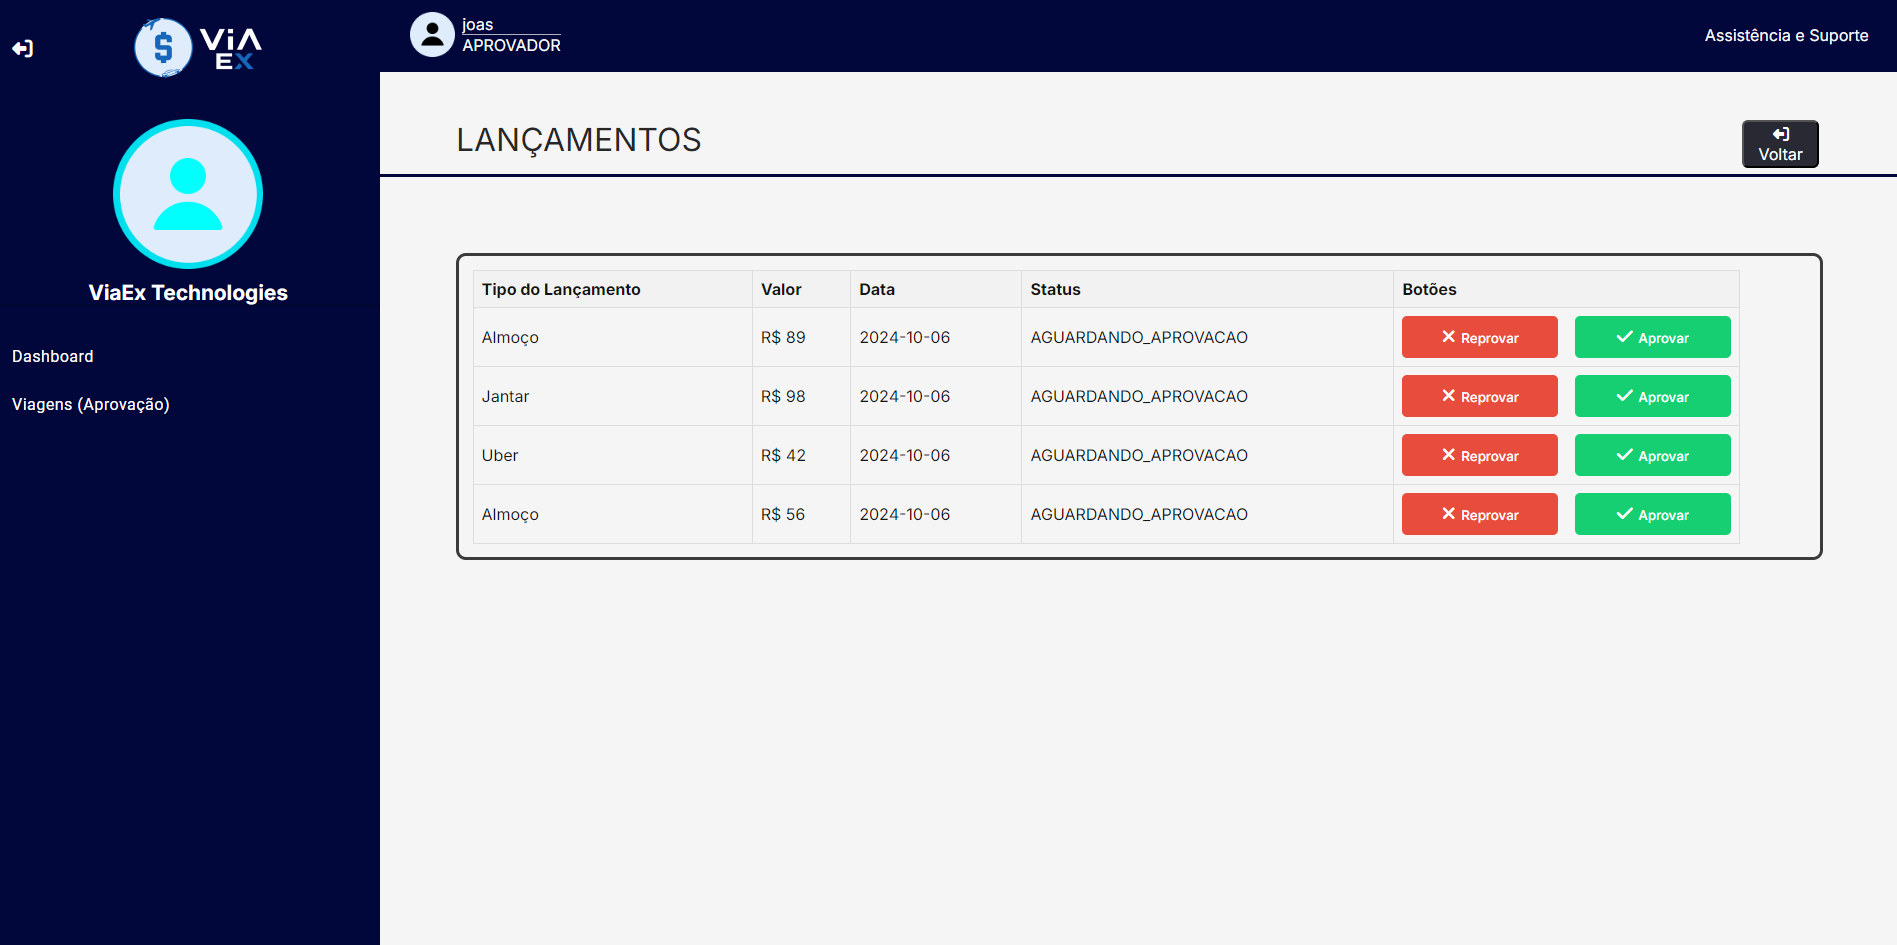 ViA
EX
joas
APROVADOR
Assistência e Suporte
ViaEx Technologies
Dashboard
Viagens (Aprovação)
LANÇAMENTOS
Voltar
Tipo do Lançamento Valor Data Status Botões
Almoço R$ 89 2024-10-06 AGUARDANDO_APROVACAO Reprovar Aprovar
Jantar R$ 98 2024-10-06 AGUARDANDO_APROVACAO Reprovar Aprovar
Uber R$ 42 2024-10-06 AGUARDANDO_APROVACAO Reprovar Aprovar
Almoço R$ 56 2024-10-06 AGUARDANDO_APROVACAO Reprovar Aprovar